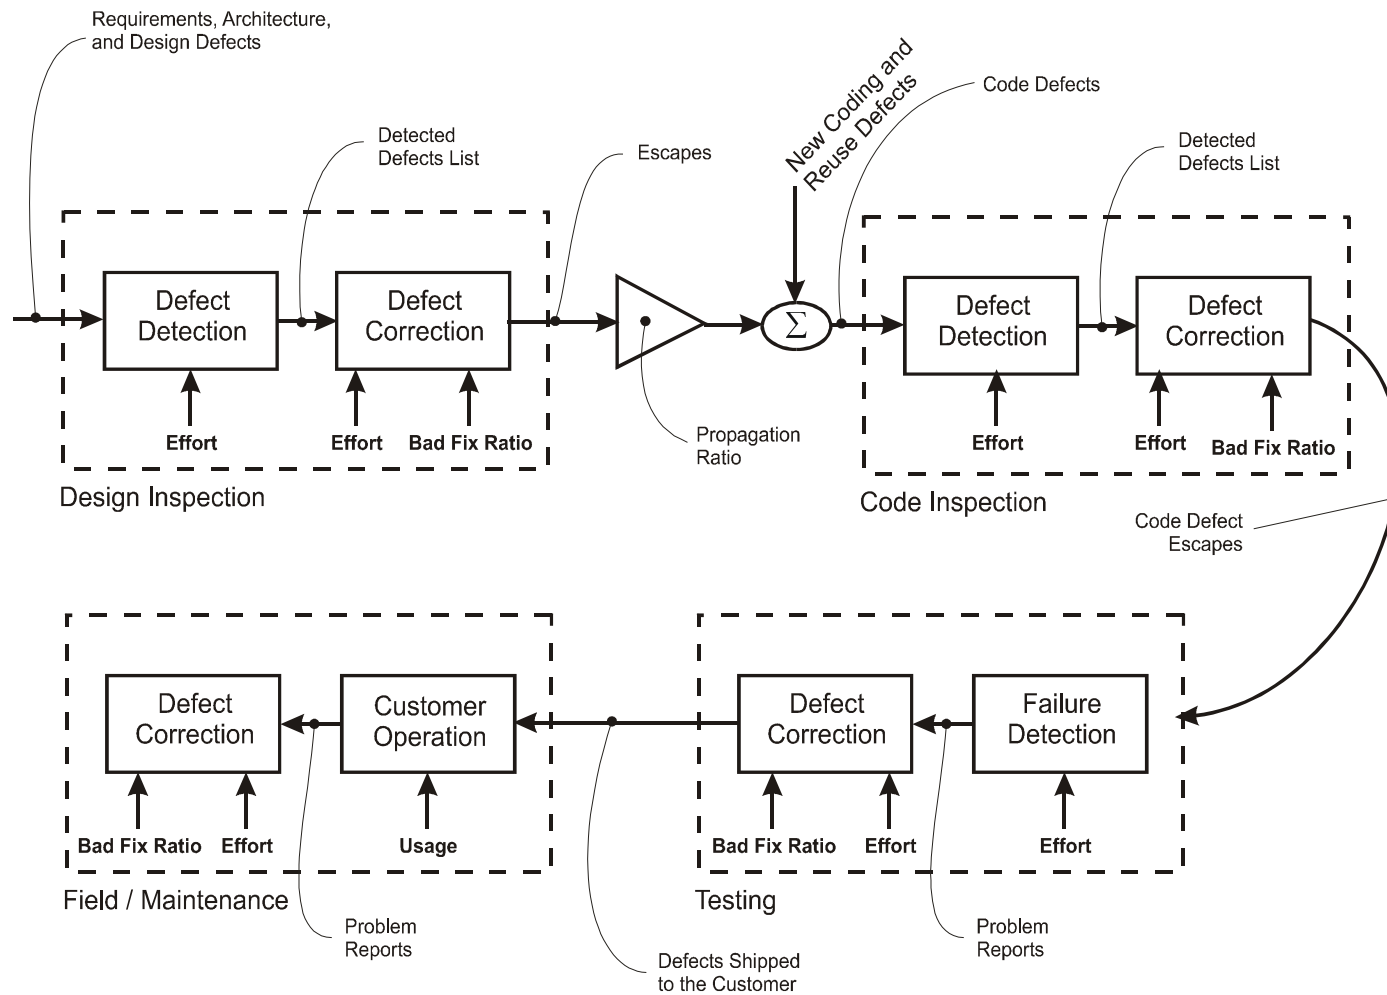 Requirements, Architecture,
and Design Defects
New Coding and
Reuse Defects
Code Defects
Detected
Defects List
Escapes
Detected
Defects List
Defect
Detection
Defect
Correction
Σ
Defect
Detection
Defect
Correction
Effort
Effort
Bad Fix Ratio
Propagation
Ratio
Effort
Effort
Bad Fix Ratio
Design Inspection
Code Inspection
Code Defect
Escapes
Defect
Correction
Customer
Operation
Defect
Correction
Failure
Detection
Bad Fix Ratio
Effort
Usage
Bad Fix Ratio
Effort
Effort
Field / Maintenance
Testing
Problem
Reports
Defects Shipped
to the Customer
Problem
Reports